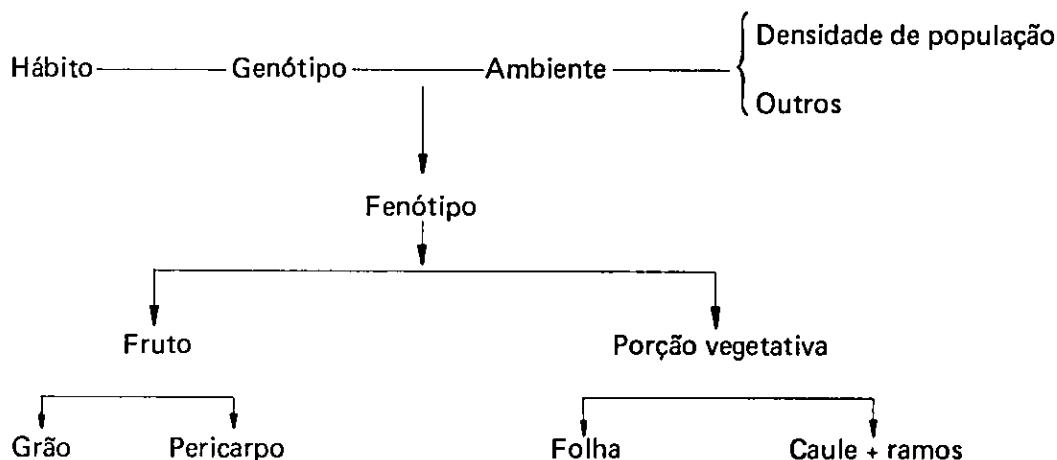 Densidade de população
Hábito Genótipo Ambiente
Outros
Fenótipo
Fruto Porção vegetativa
Grão Pericarpo Folha Caule + ramos